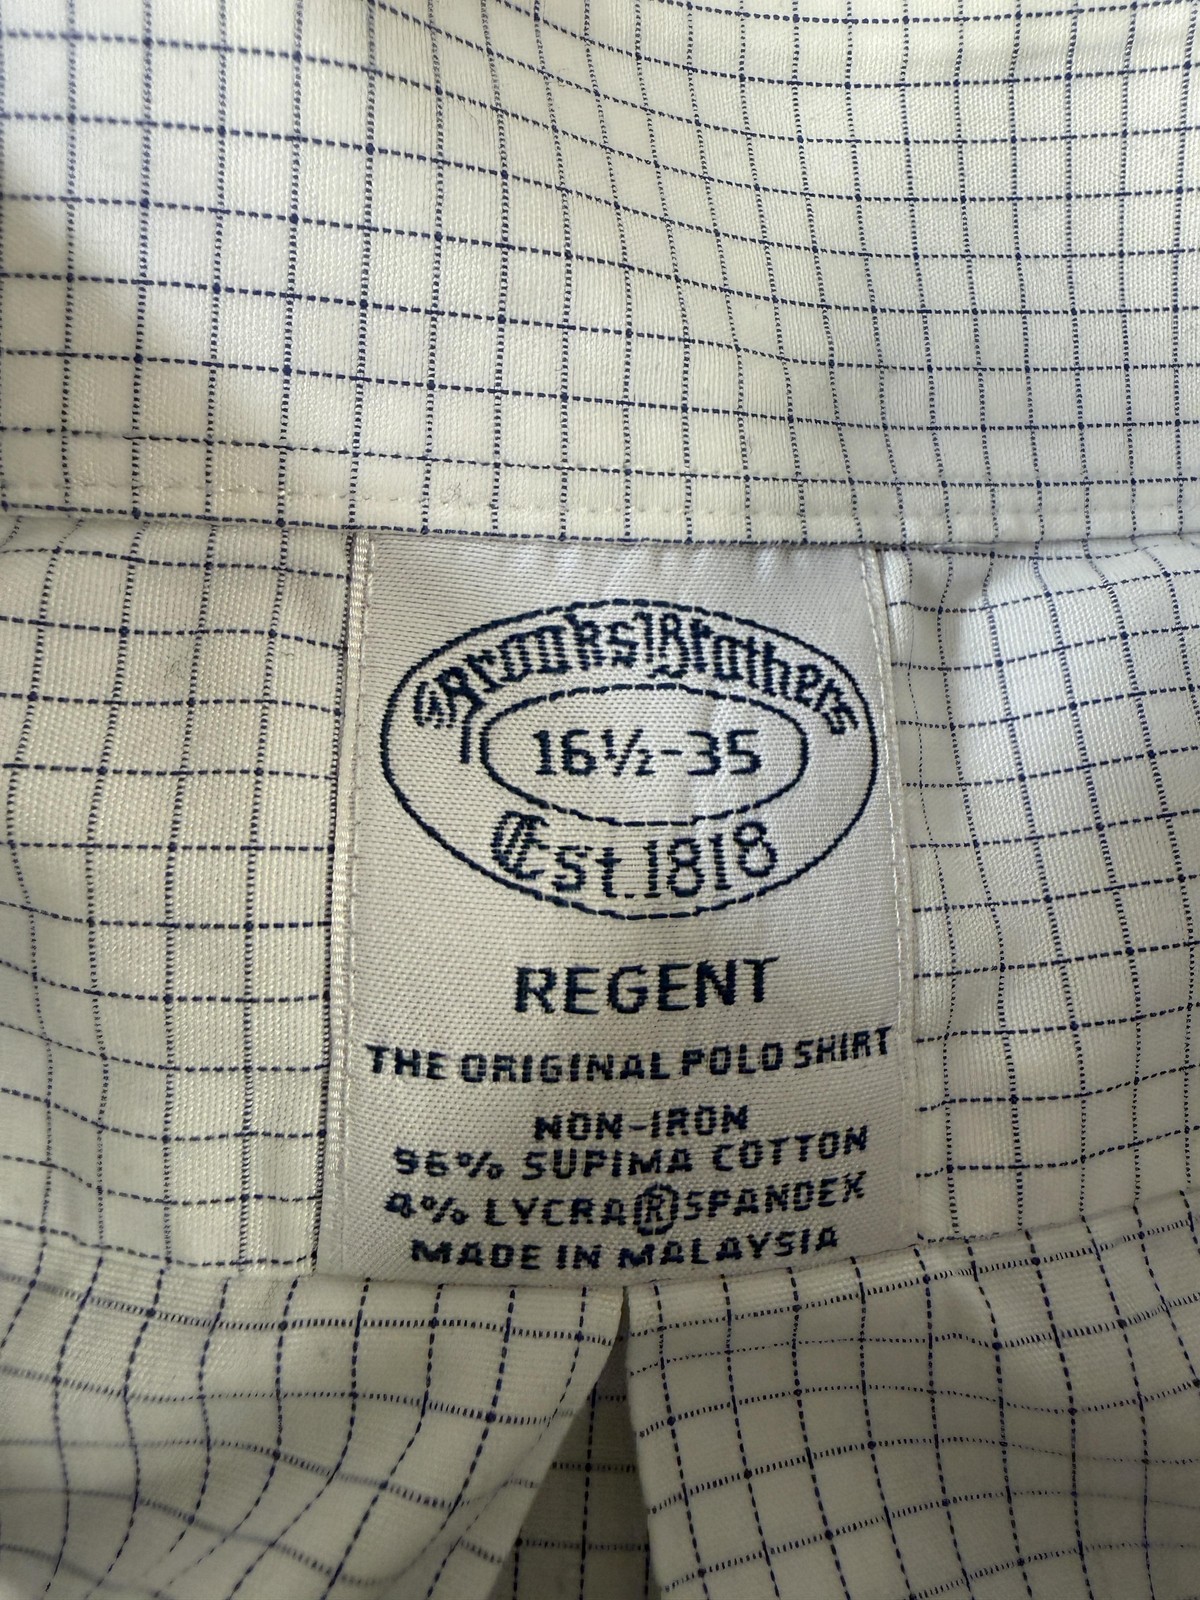 Brooks Brothers
16½-35
Est.1818
REGENT
THE ORIGINAL POLO SHIRT
NON-IRON
96% SUPIMA COTTON
4% LYCRA®SPANDEX
MADE IN MALAYSIA